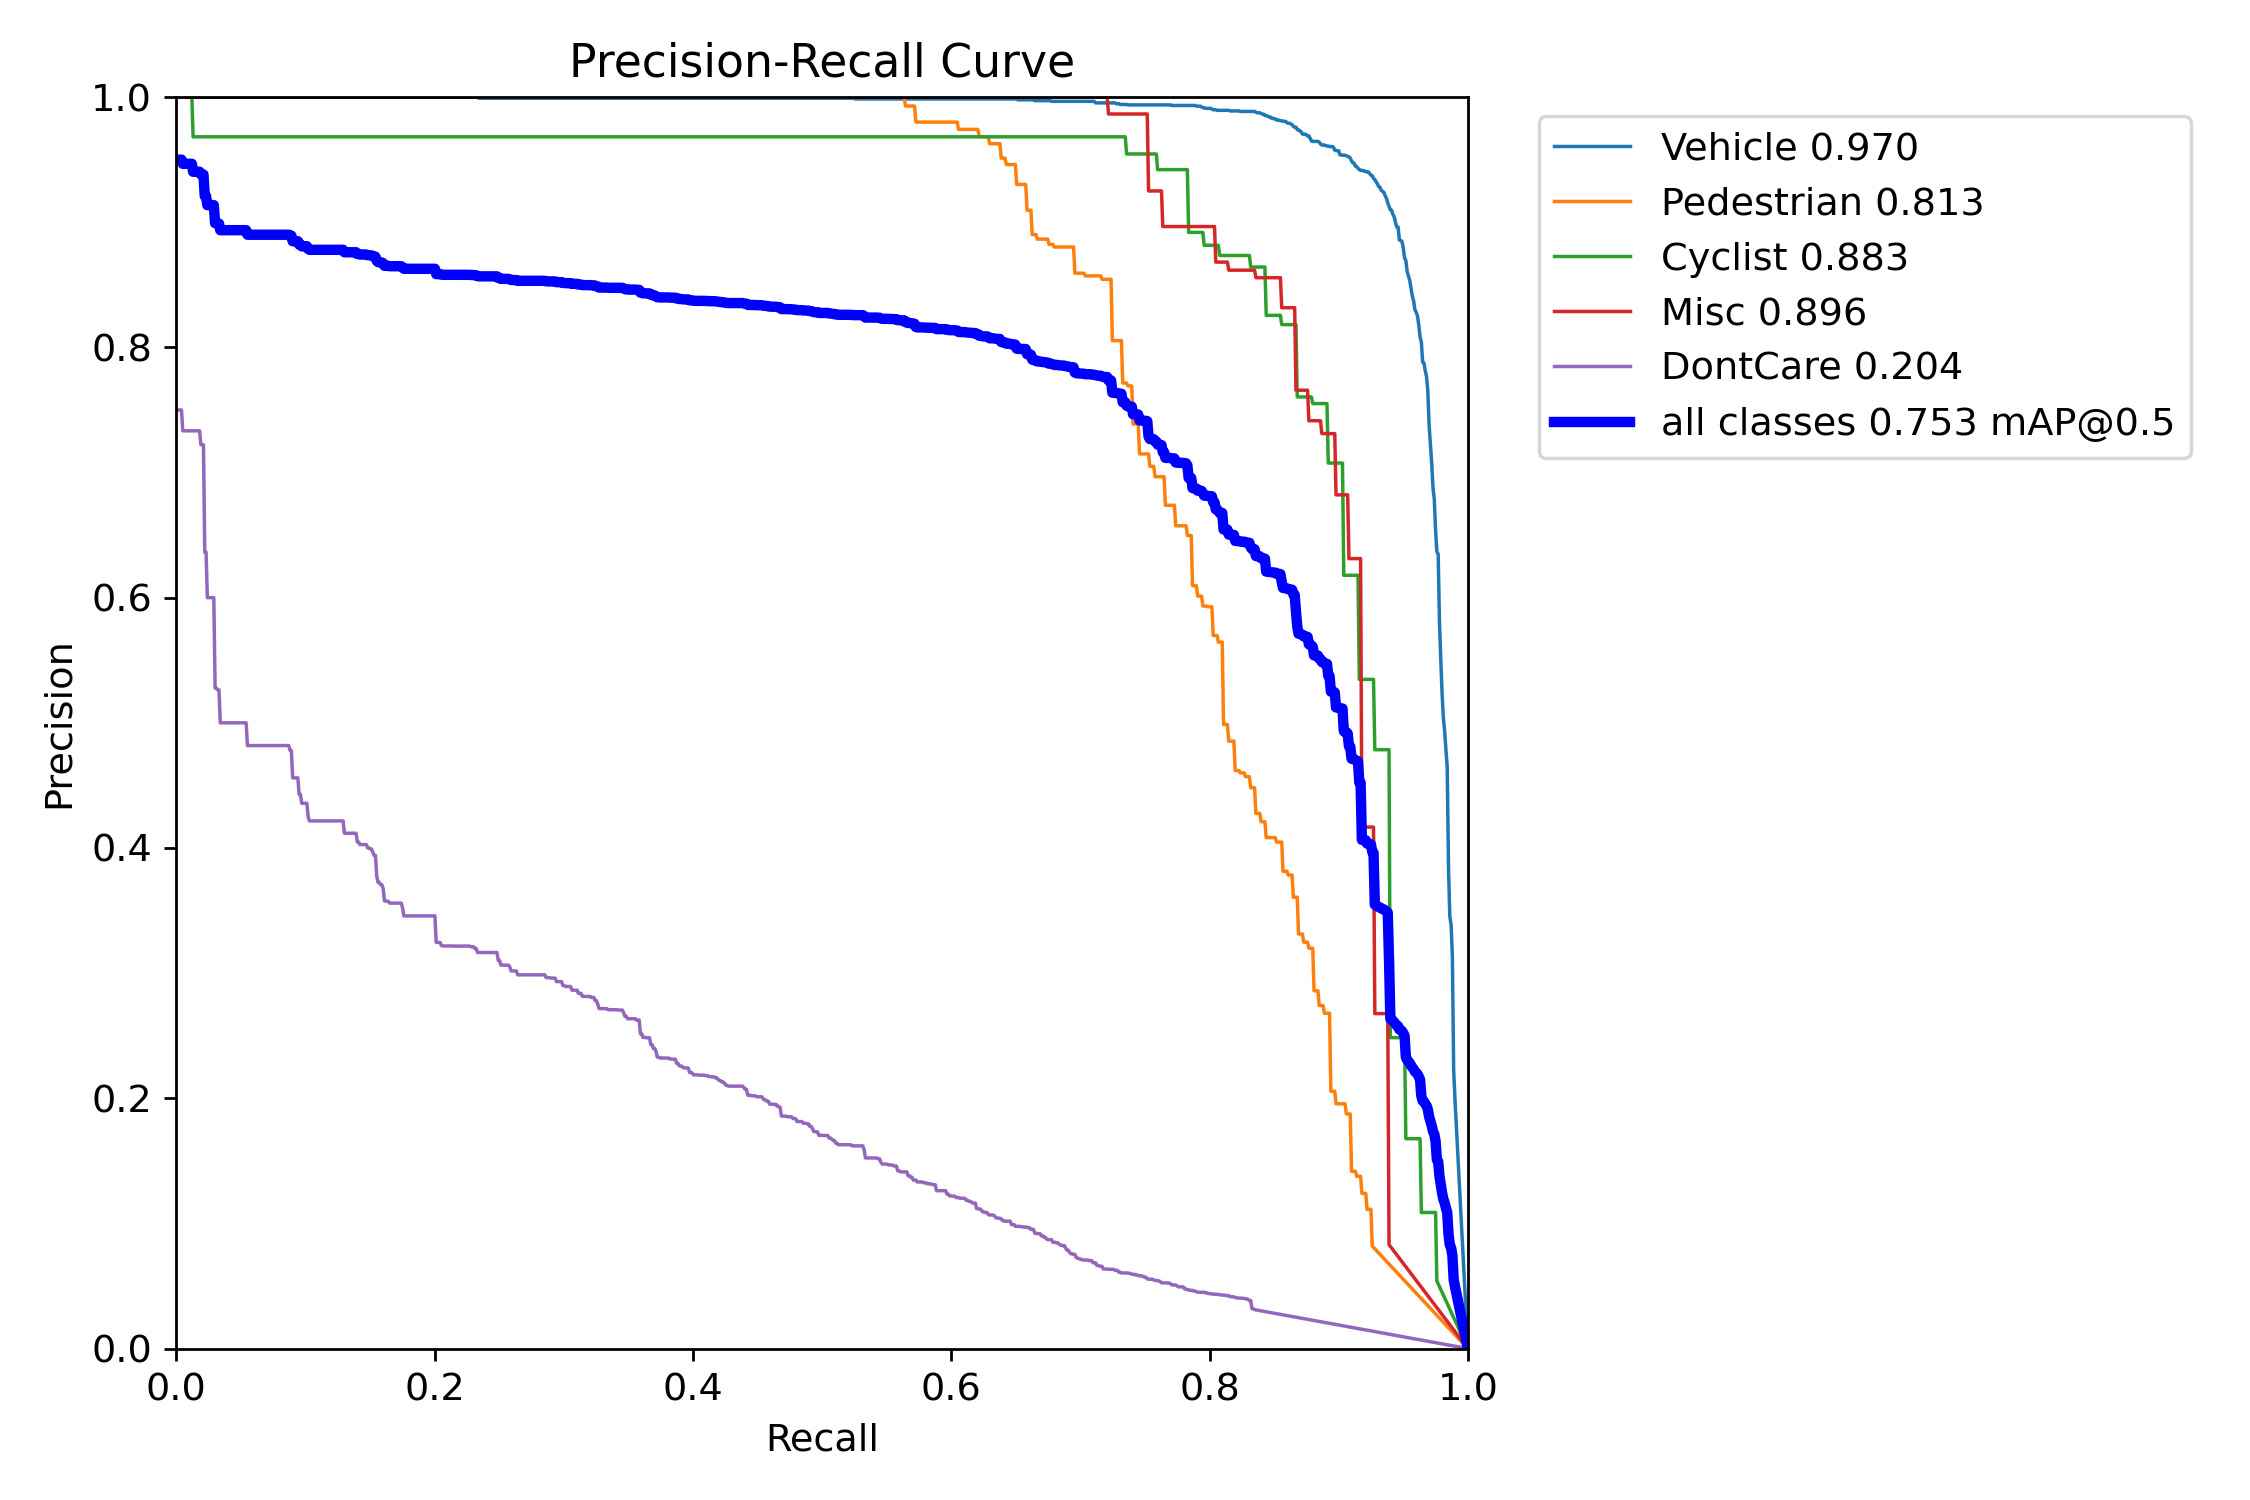 Precision-Recall Curve
1.0
0.8
0.6
0.4
0.2
0.0
Precision
0.0 0.2 0.4 0.6 0.8 1.0
Recall
Vehicle 0.970
Pedestrian 0.813
Cyclist 0.883
Misc 0.896
DontCare 0.204
all classes 0.753 mAP@0.5